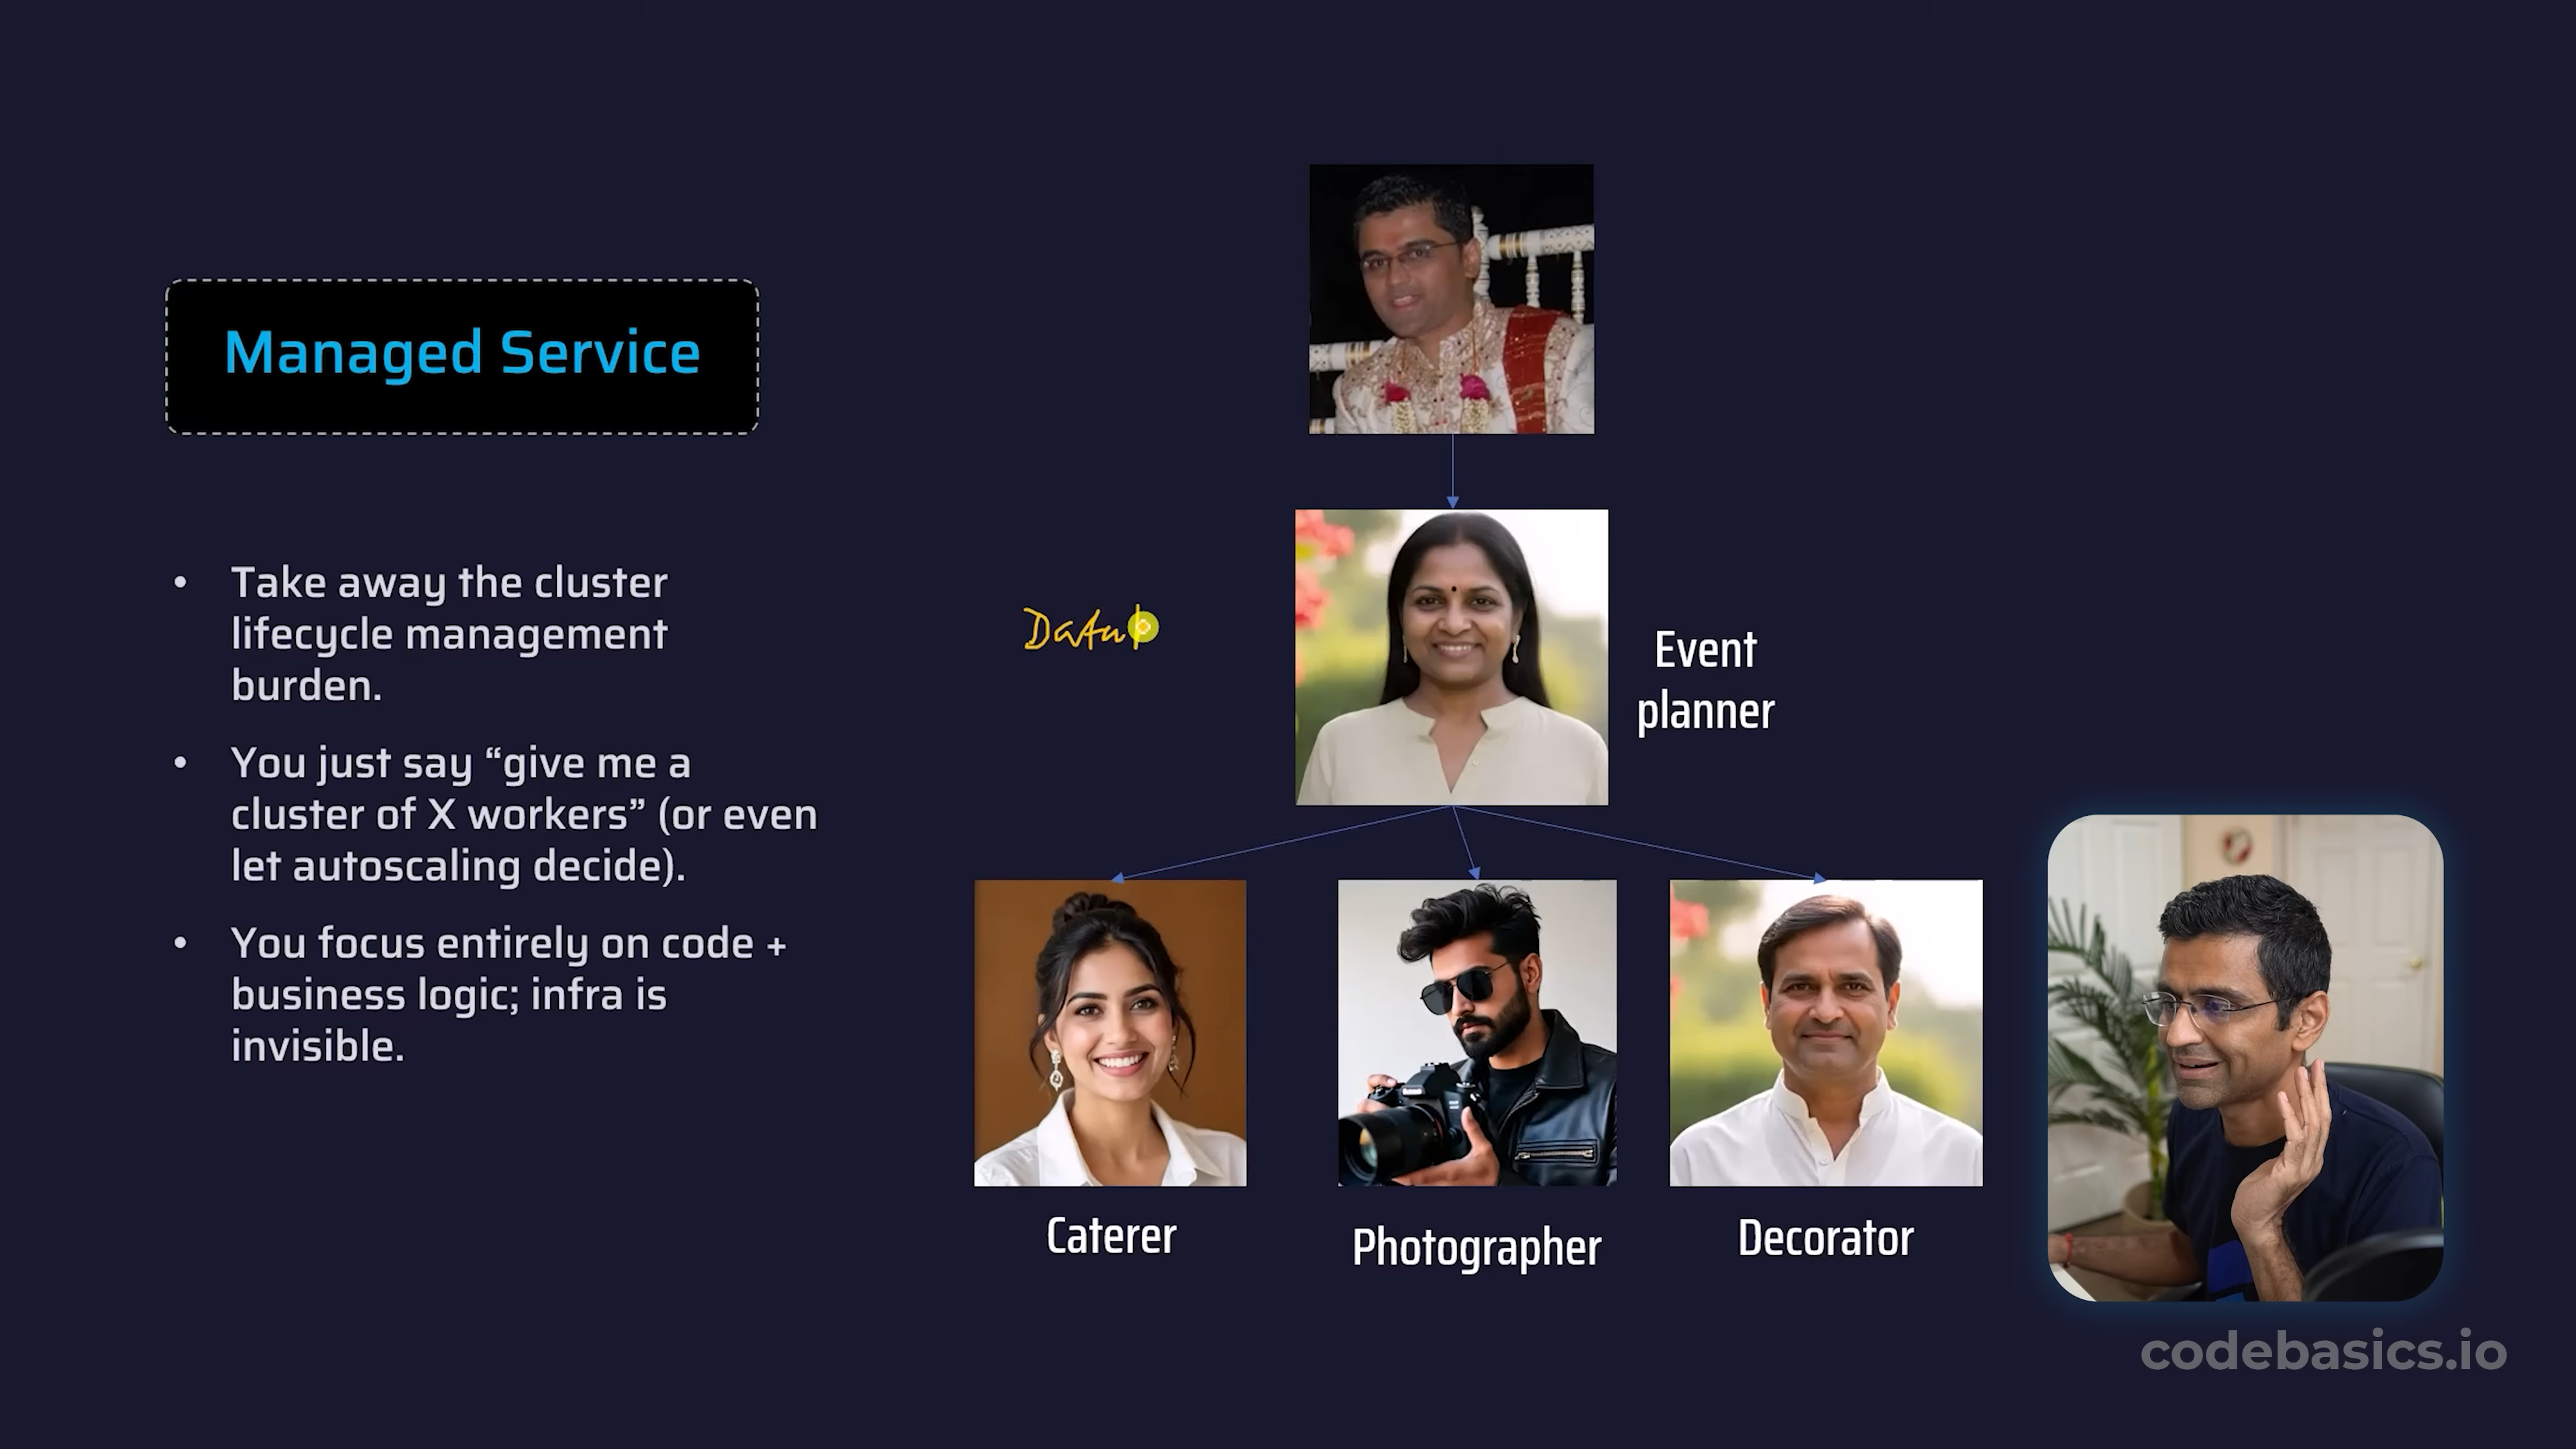 Managed Service
• Take away the cluster
lifecycle management
burden.
• You just say “give me a
cluster of X workers” (or even
let autoscaling decide).
• You focus entirely on code +
business logic; infra is
invisible.
Event
planner
Caterer
Photographer
Decorator
codebasics.io